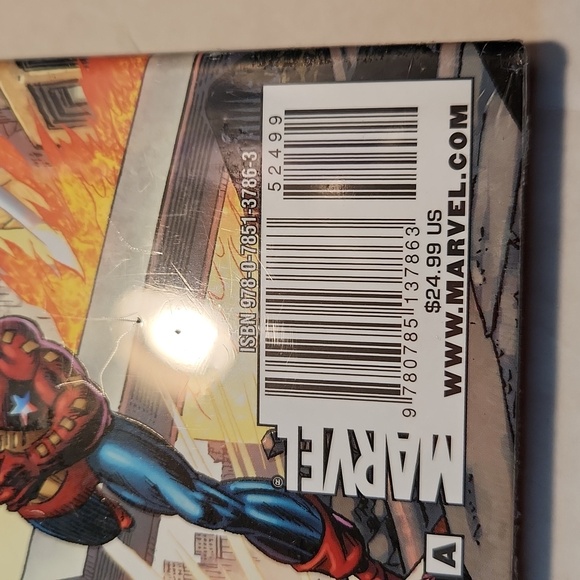 ISBN 978-0-7851-3786-3
52499
9 780785 137863
$24.99 US
WWW.MARVEL.COM
MARVEL®
A